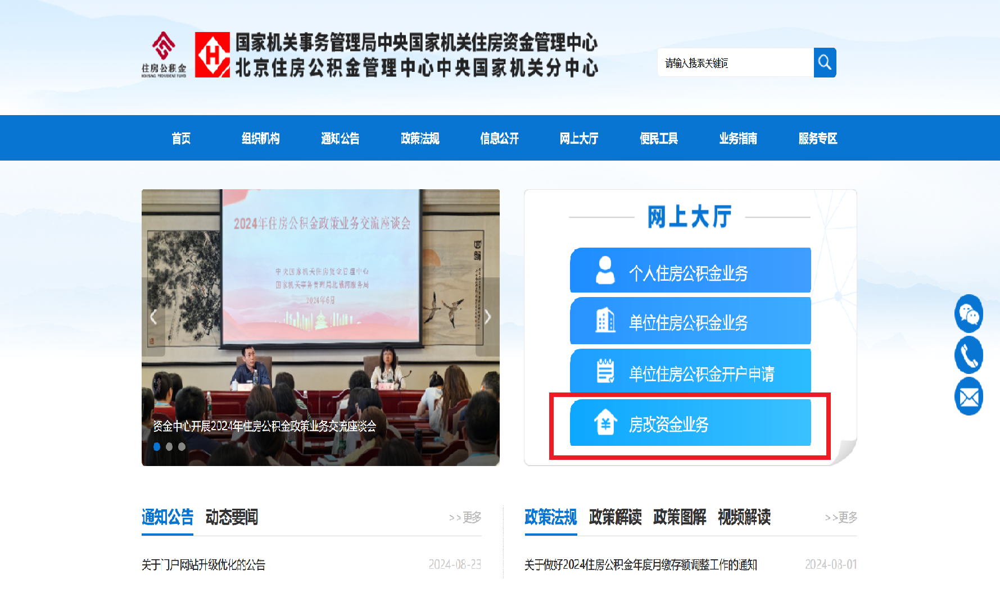 住房公积金
HOUSING PROVIDENT FUND
国家机关事务管理局中央国家机关住房资金管理中心
北京住房公积金管理中心中央国家机关分中心
请输入搜索关键词
首页 组织机构 通知公告 政策法规 信息公开 网上大厅 便民工具 业务指南 服务专区
2024年住房公积金政策业务交流座谈会
中央国家机关住房资金管理中心
国家机关事务管理局北戴河服务局
2024年6月
资金中心开展2024年住房公积金政策业务交流座谈会
网上大厅
个人住房公积金业务
单位住房公积金业务
单位住房公积金开户申请
房改资金业务
通知公告 动态要闻 >>更多
关于门户网站升级优化的公告 2024-08-23
政策法规 政策解读 政策图解 视频解读 >>更多
关于做好2024住房公积金年度月缴存额调整工作的通知 2024-08-01